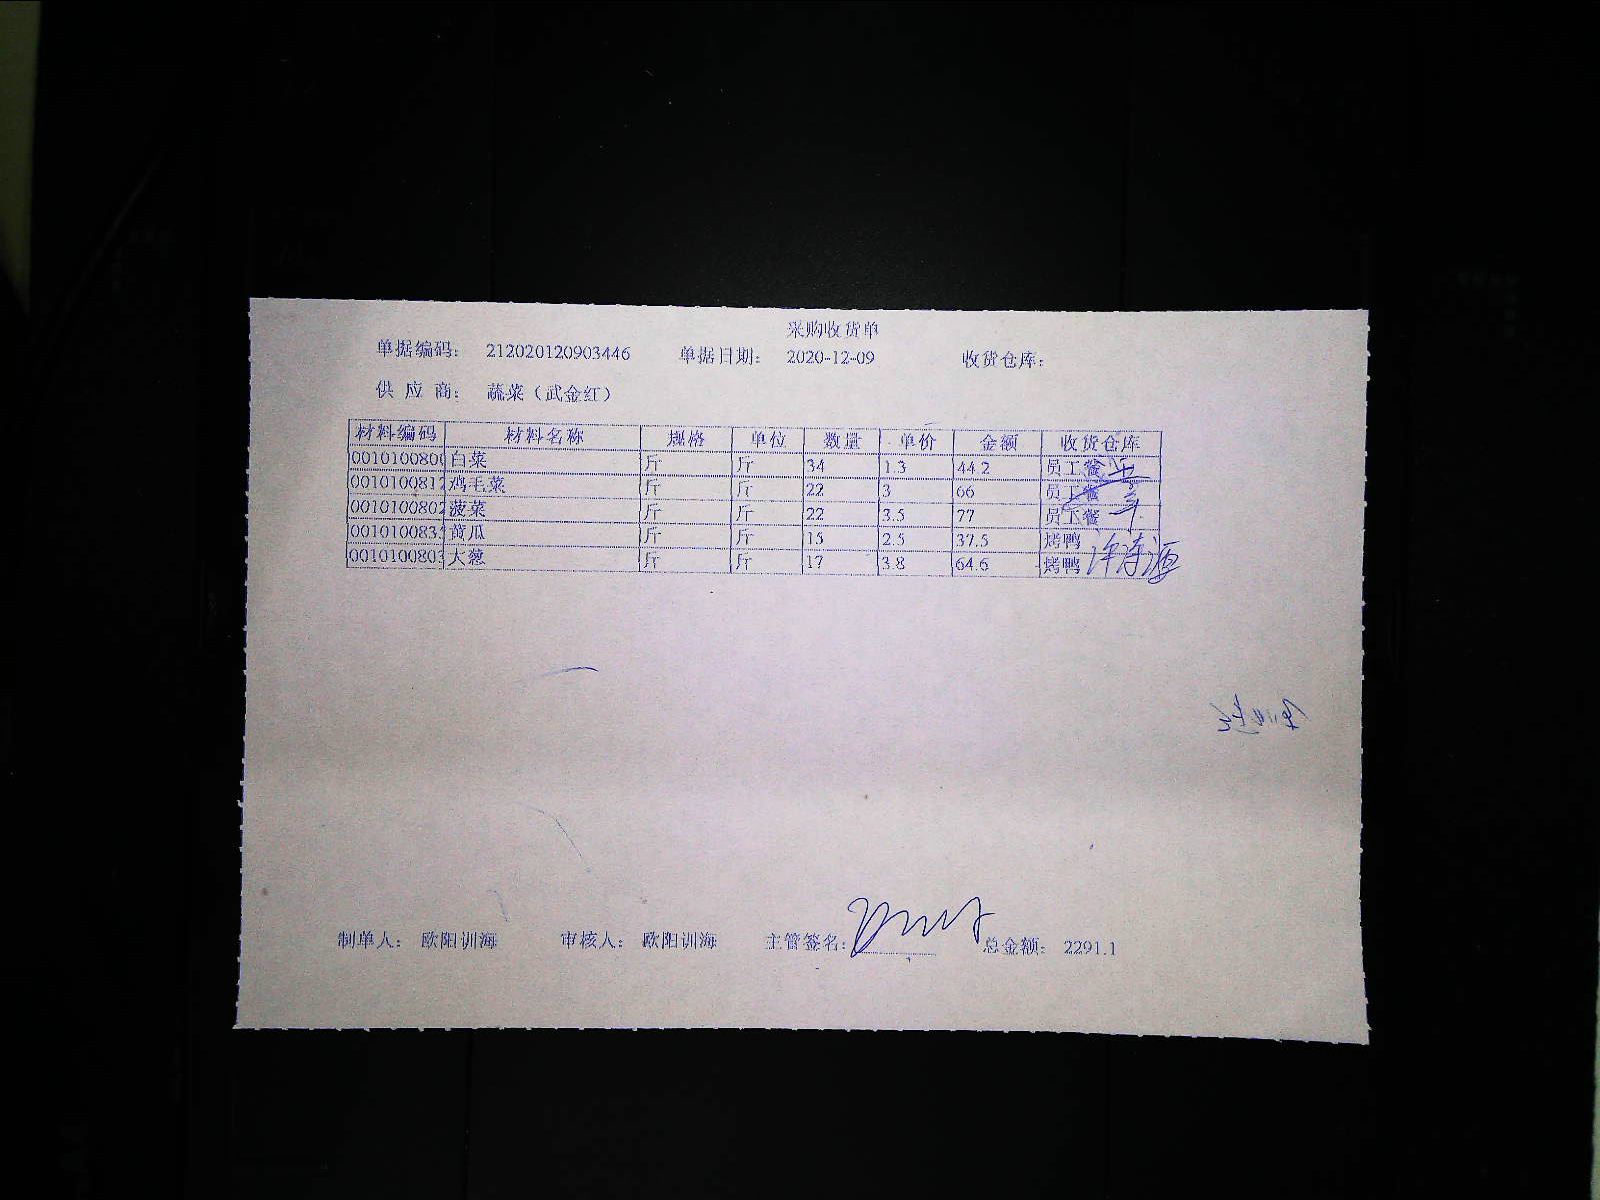 采购收货单
单据编码： 212020120903446 单据日期： 2020-12-09 收货仓库：
供 应 商： 蔬菜（武金红）
材料编码 材料名称 规格 单位 数量 单价 金额 收货仓库
0010100800 白菜 斤 斤 34 1.3 44.2 员工餐
0010100812 鸡毛菜 斤 斤 22 3 66 员工餐
0010100802 菠菜 斤 斤 22 3.5 77 员工餐
001010083 黄瓜 斤 斤 15 2.5 37.5 烤鸭
001010080 大葱 斤 斤 17 3.8 64.6 烤鸭
制单人： 欧阳训海 审核人： 欧阳训海 主管签名： 总金额： 2291.1